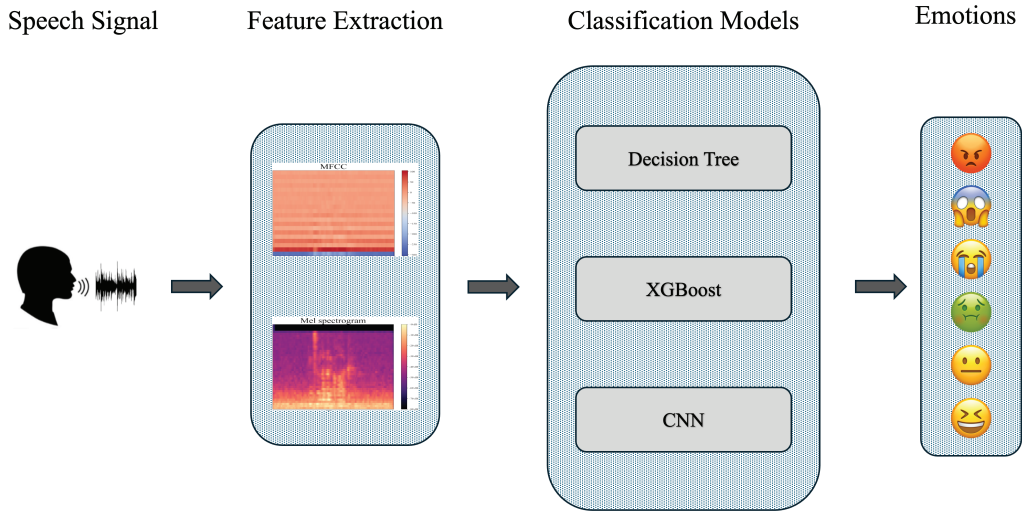 Speech Signal
Feature Extraction
Classification Models
Emotions
MFCC
Mel spectrogram
Decision Tree
XGBoost
CNN